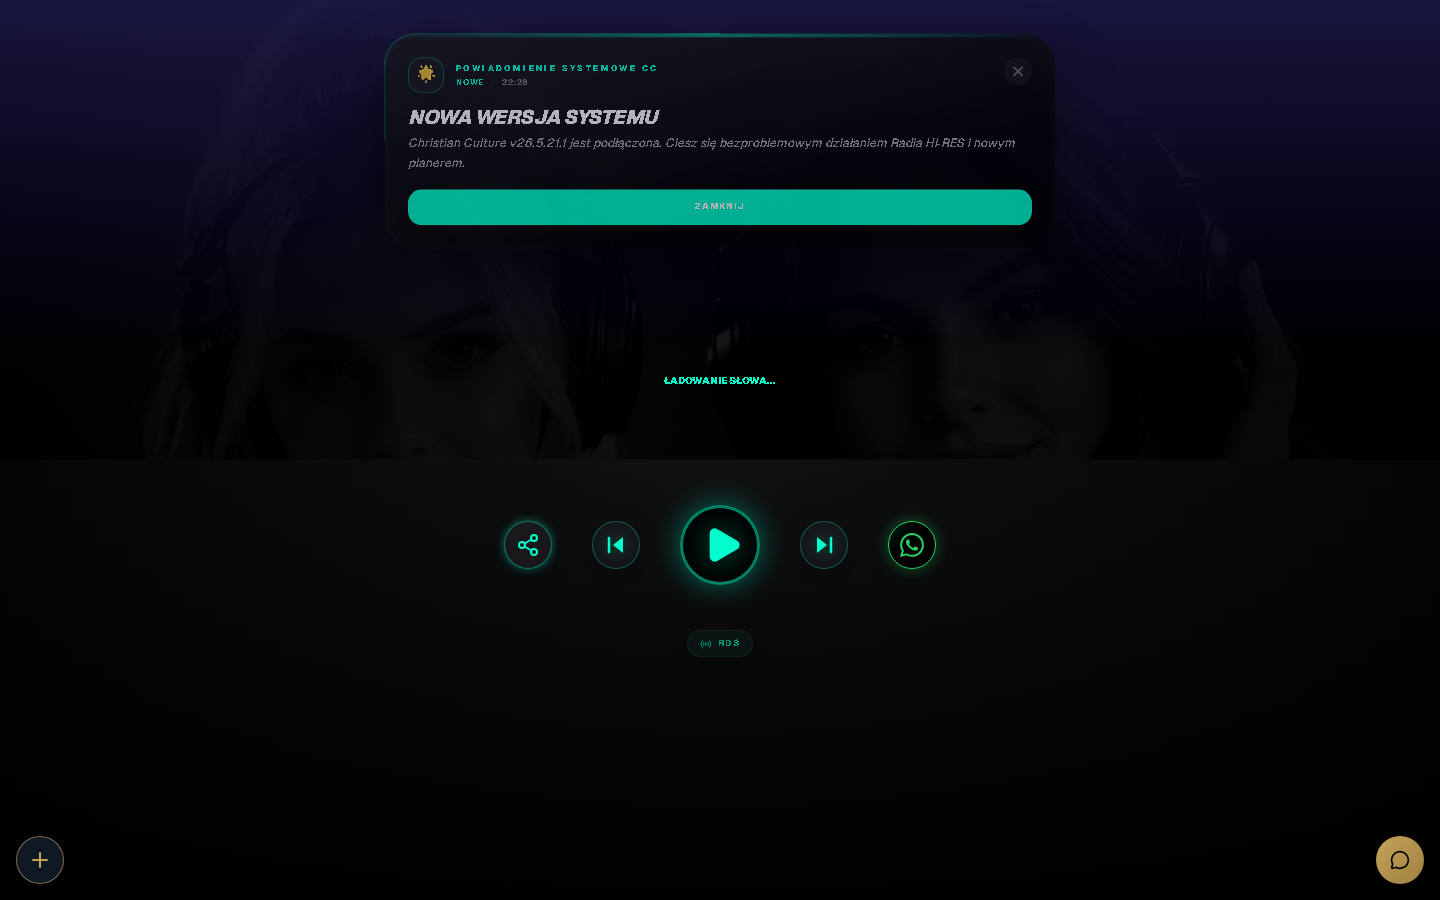 POWIADOMIENIE SYSTEMOWE CC
NOWE · 22:28
NOWA WERSJA SYSTEMU
Christian Culture v26.5.21.1 jest podłączona. Ciesz się bezproblemowym działaniem Radia HI-RES i nowym
planerem.
ZAMKNIJ
ŁADOWANIE SŁOWA...
RDS